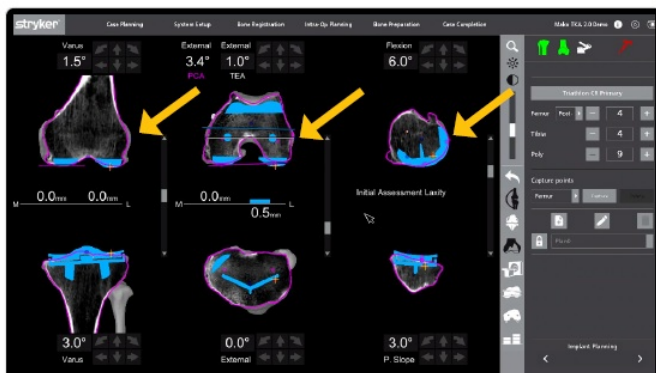 stryker
Case Planning System Setup Bone Registration Intra-Op Planning Bone Preparation Case Completion Mako TKA 2.0 Demo
Varus External External Flexion
1.5° 3.4° 1.0° 6.0°
PCA TEA
Triathlon CR Primary
Femur Post. 4
Tibia 4
Poly 9
Capture points
Femur
0.0mm 0.0mm 0.0mm
M L M L
0.5mm
Initial Assessment Laxity
3.0° 0.0° 3.0°
Varus External P. Slope
Implant Planning